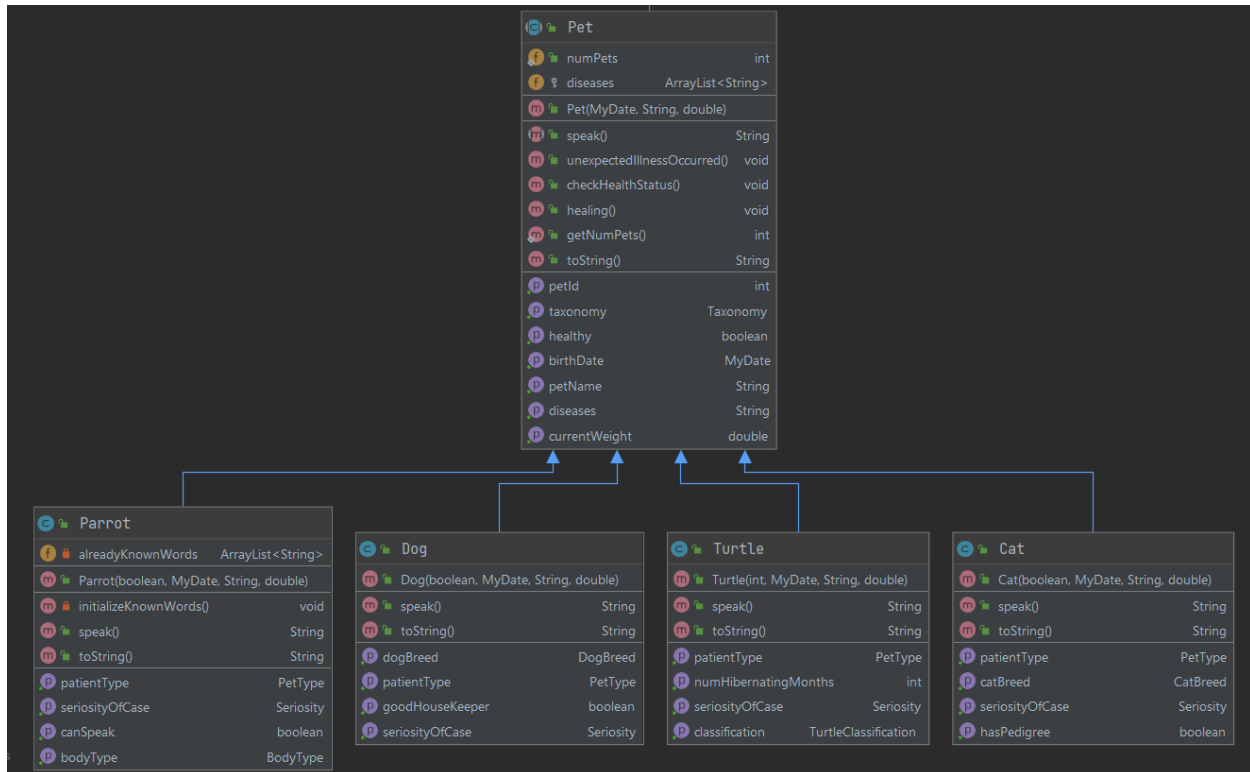 Pet
numPets int
diseases ArrayList<String>
Pet(MyDate, String, double)
speak() String
unexpectedIllnessOccurred() void
checkHealthStatus() void
healing() void
getNumPets() int
toString() String
petId int
taxonomy Taxonomy
healthy boolean
birthDate MyDate
petName String
diseases String
currentWeight double
Parrot
alreadyKnownWords ArrayList<String>
Parrot(boolean, MyDate, String, double)
initializeKnownWords() void
speak() String
toString() String
patientType PetType
seriosityOfCase Seriosity
canSpeak boolean
bodyType BodyType
Dog
Dog(boolean, MyDate, String, double)
speak() String
toString() String
dogBreed DogBreed
patientType PetType
goodHouseKeeper boolean
seriosityOfCase Seriosity
Turtle
Turtle(int, MyDate, String, double)
speak() String
toString() String
patientType PetType
numHibernatingMonths int
seriosityOfCase Seriosity
classification TurtleClassification
Cat
Cat(boolean, MyDate, String, double)
speak() String
toString() String
patientType PetType
catBreed CatBreed
seriosityOfCase Seriosity
hasPedigree boolean